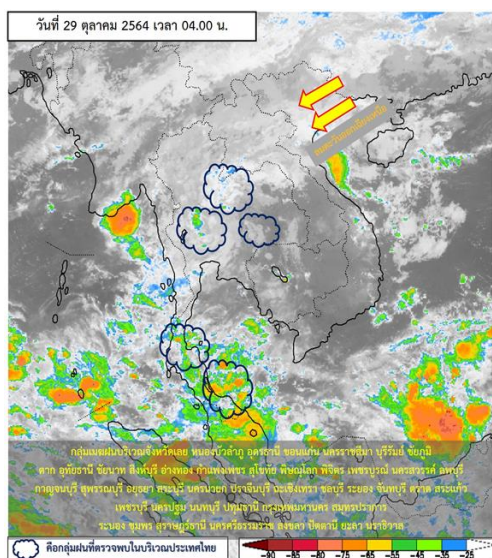 วันที่ 29 ตุลาคม 2564 เวลา 04.00 น.
ลมตะวันออกเฉียงเหนือ
กลุ่มเมฆฝนบริเวณจังหวัดเลย หนองบัวลำภู อุดรธานี ขอนแก่น นครราชสีมา บุรีรัมย์ ชัยภูมิ
ตาก อุทัยธานี ชัยนาท สิงห์บุรี อ่างทอง กำแพงเพชร สุโขทัย พิษณุโลก พิจิตร เพชรบูรณ์ นครสวรรค์ ลพบุรี
กาญจนบุรี สุพรรณบุรี อยุธยา สระบุรี นครนายก ปราจีนบุรี ฉะเชิงเทรา ชลบุรี ระยอง จันทบุรี ตราด สระแก้ว
เพชรบุรี นครปฐม นนทบุรี ปทุมธานี กรุงเทพมหานคร สมุทรปราการ
ระนอง ชุมพร สุราษฎร์ธานี นครศรีธรรมราช สงขลา ปัตตานี ยะลา นราธิวาส
คือกลุ่มฝนที่ตรวจพบในบริเวณประเทศไทย
-90 -85 -80 -75 -65 -55 -45 -35 -25